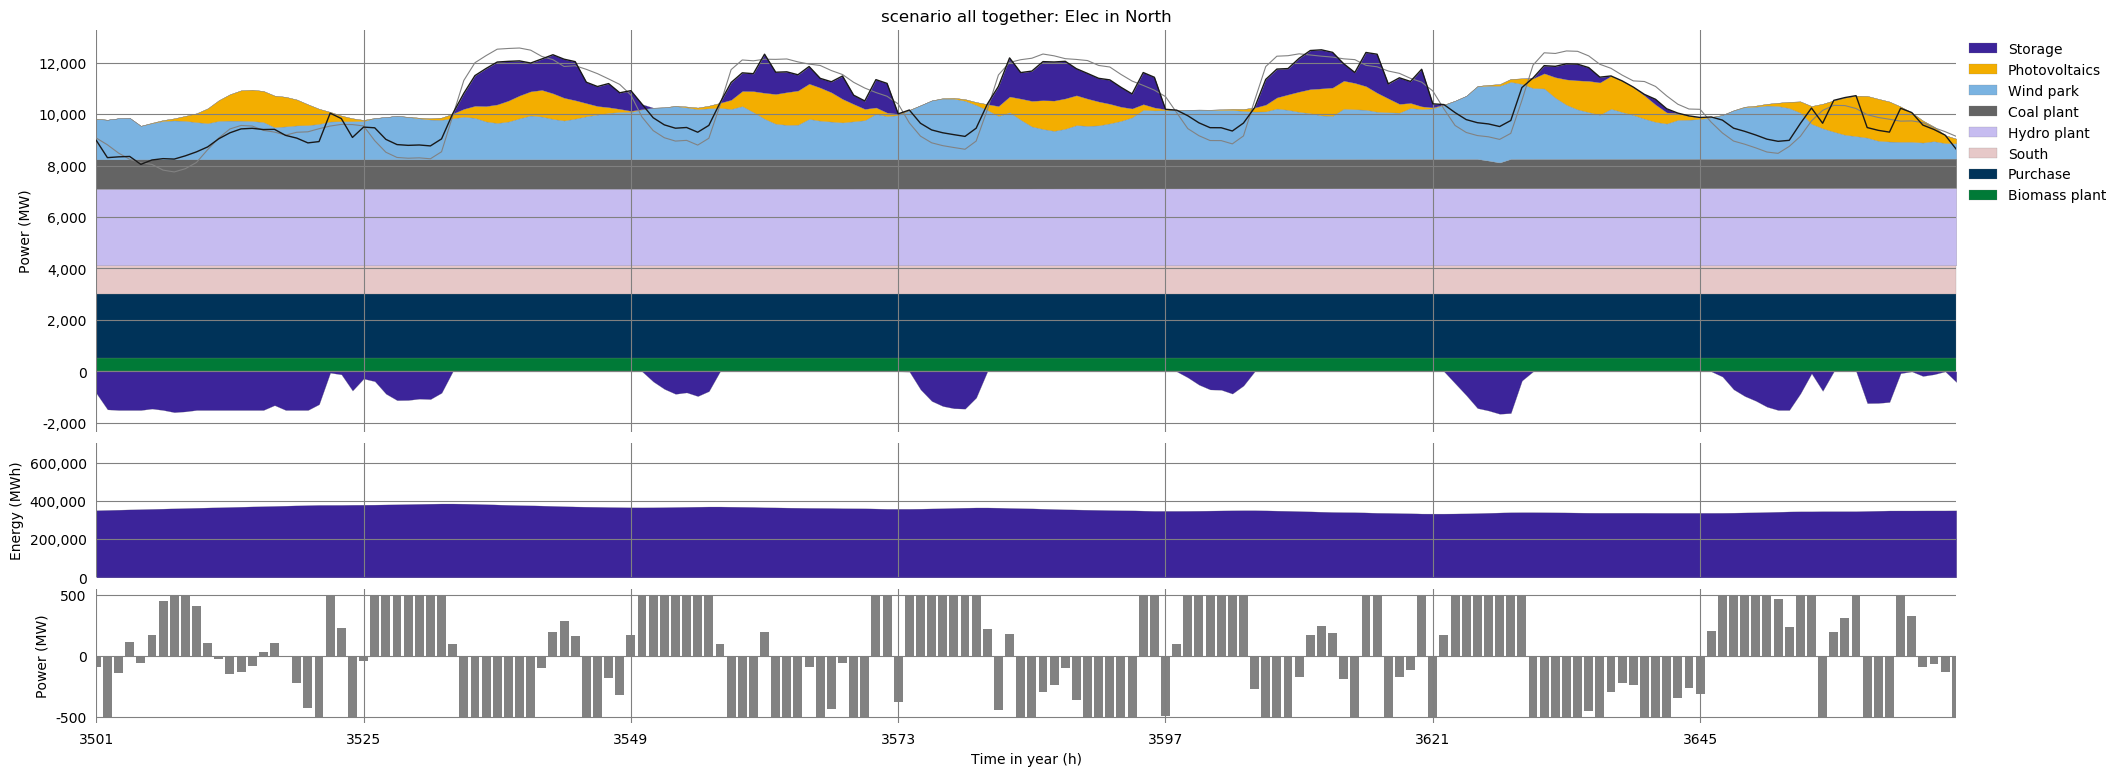 scenario all together: Elec in North
Power (MW)
12,000
10,000
8,000
6,000
4,000
2,000
0
-2,000
Storage
Photovoltaics
Wind park
Coal plant
Hydro plant
South
Purchase
Biomass plant
Energy (MWh)
600,000
400,000
200,000
0
Power (MW)
500
0
-500
3501 3525 3549 3573 3597 3621 3645
Time in year (h)